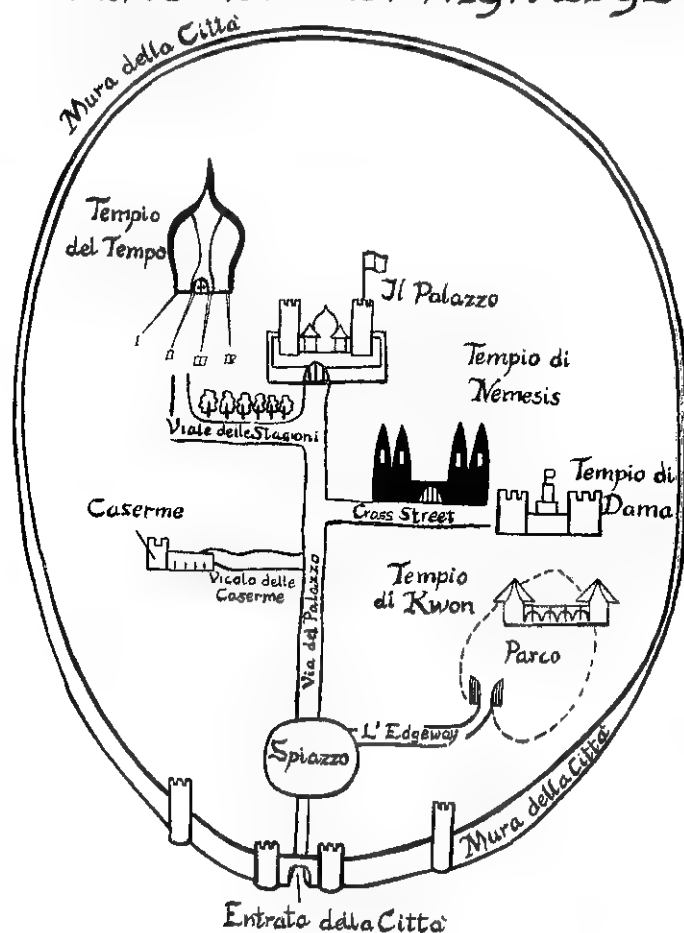 Mura della Città
Tempio
del Tempo
I II III IV
Il Palazzo
Tempio di
Nemesis
Viale delle Stagioni
Tempio di
Dama
Cross Street
Caserme
Vicolo delle
Caserme
Via del Palazzo
Tempio
di Kwon
Parco
L'Edgeway
Spiazzo
Mura della Città
Entrata della Città